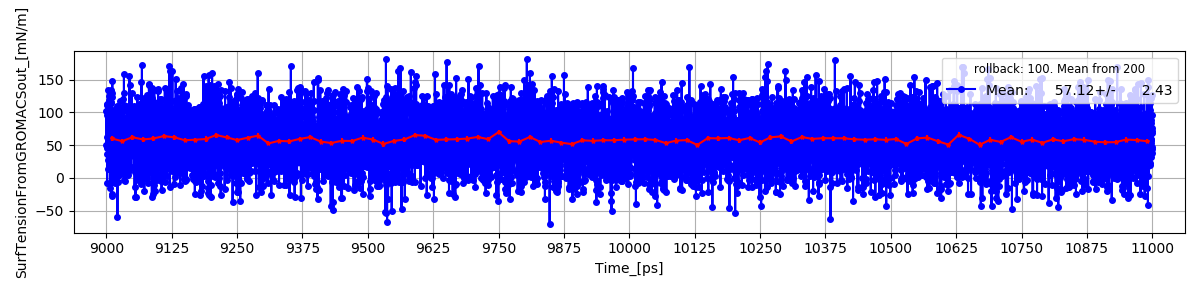 SurfTensionFromGROMACSout_[mN/m]
150
100
50
0
−50
rollback: 100. Mean from 200
Mean: 57.12+/- 2.43
9000 9125 9250 9375 9500 9625 9750 9875 10000 10125 10250 10375 10500 10625 10750 10875 11000
Time_[ps]